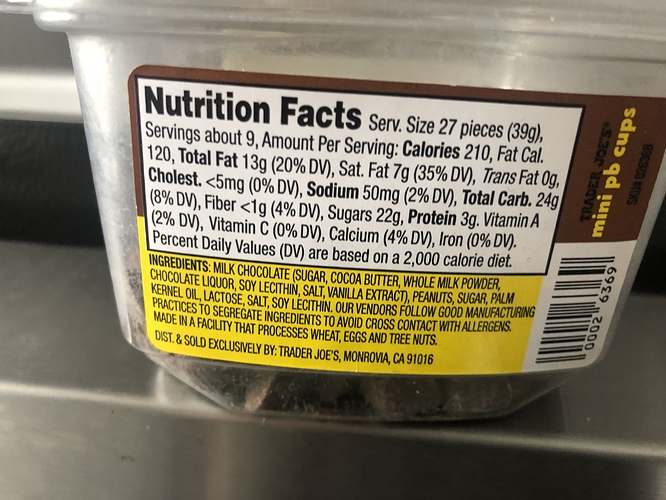 Nutrition Facts Serv. Size 27 pieces (39g),
Servings about 9, Amount Per Serving: Calories 210, Fat Cal.
120, Total Fat 13g (20% DV), Sat. Fat 7g (35% DV), Trans Fat 0g,
Cholest. <5mg (0% DV), Sodium 50mg (2% DV), Total Carb. 24g
(8% DV), Fiber <1g (4% DV), Sugars 22g, Protein 3g. Vitamin A
(2% DV), Vitamin C (0% DV), Calcium (4% DV), Iron (0% DV).
Percent Daily Values (DV) are based on a 2,000 calorie diet.
INGREDIENTS: MILK CHOCOLATE (SUGAR, COCOA BUTTER, WHOLE MILK POWDER,
CHOCOLATE LIQUOR, SOY LECITHIN, SALT, VANILLA EXTRACT), PEANUTS, SUGAR, PALM
KERNEL OIL, LACTOSE, SALT, SOY LECITHIN. OUR VENDORS FOLLOW GOOD MANUFACTURING
PRACTICES TO SEGREGATE INGREDIENTS TO AVOID CROSS CONTACT WITH ALLERGENS.
MADE IN A FACILITY THAT PROCESSES WHEAT, EGGS AND TREE NUTS.
DIST. & SOLD EXCLUSIVELY BY: TRADER JOE'S, MONROVIA, CA 91016
TRADER JOE'S®
mini pb cups
0002 6369